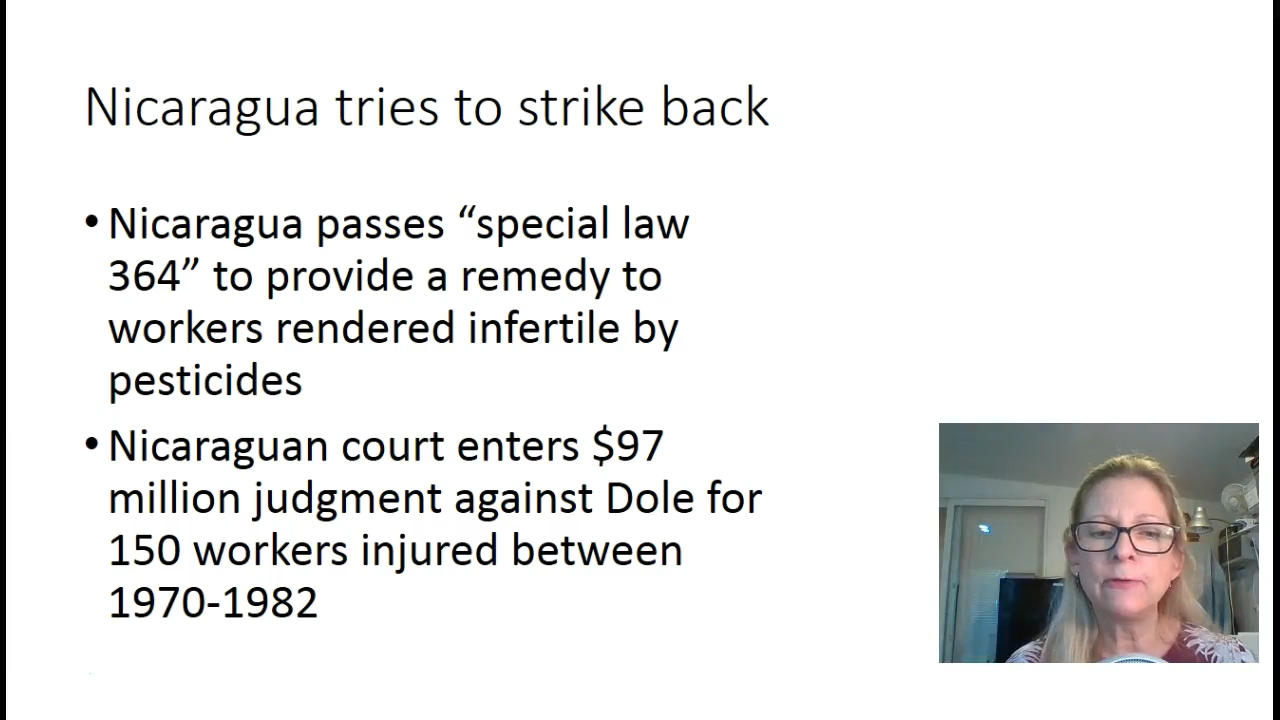 Nicaragua tries to strike back
• Nicaragua passes “special law
364” to provide a remedy to
workers rendered infertile by
pesticides
• Nicaraguan court enters $97
million judgment against Dole for
150 workers injured between
1970-1982